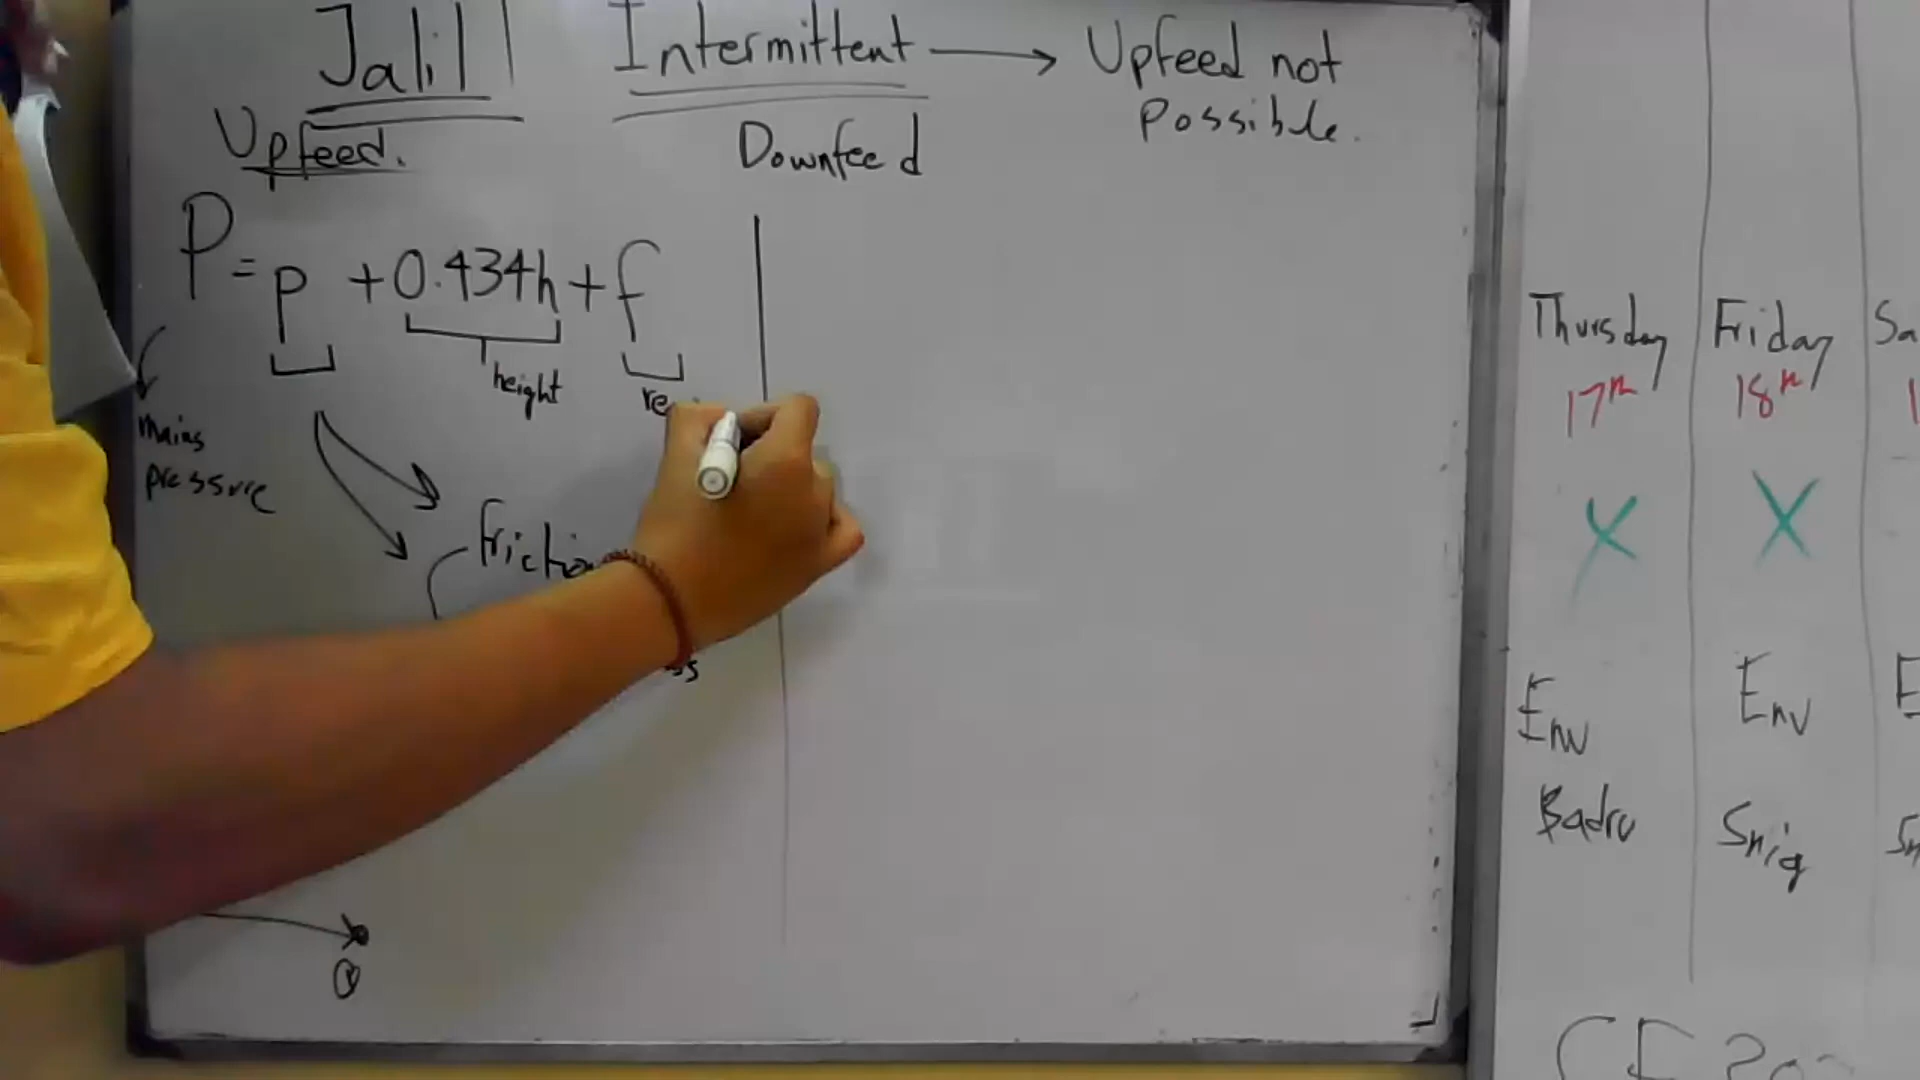 Jalil
Intermittent → Upfeed not
possible.
Upfeed.
Downfeed
P = p + 0.434h + f
height
mains
pressure
Thursday
17th
X
Env
Badru
Friday
18th
X
Env
Sniq